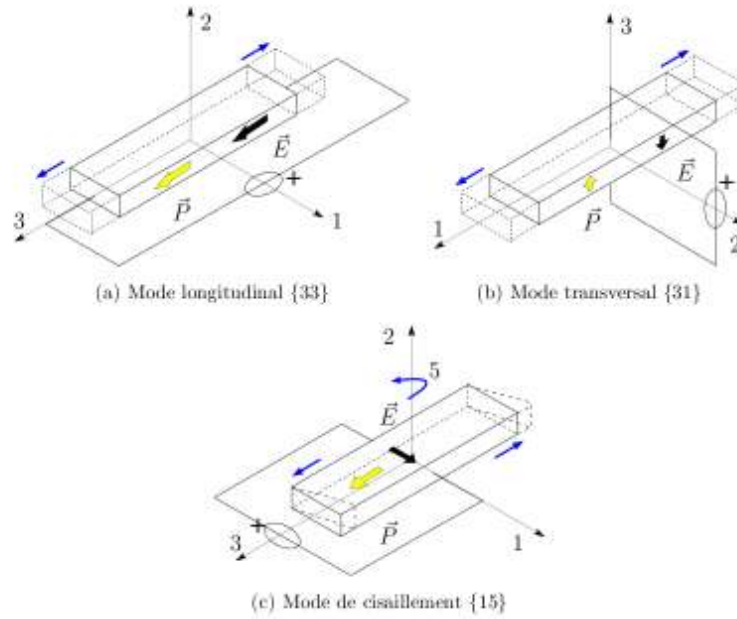 2
E
+
3
P
1
(a) Mode longitudinal {33}
3
+
E
1
P
2
(b) Mode transversal {31}
2
5
E
+
3
P
1
(c) Mode de cisaillement {15}